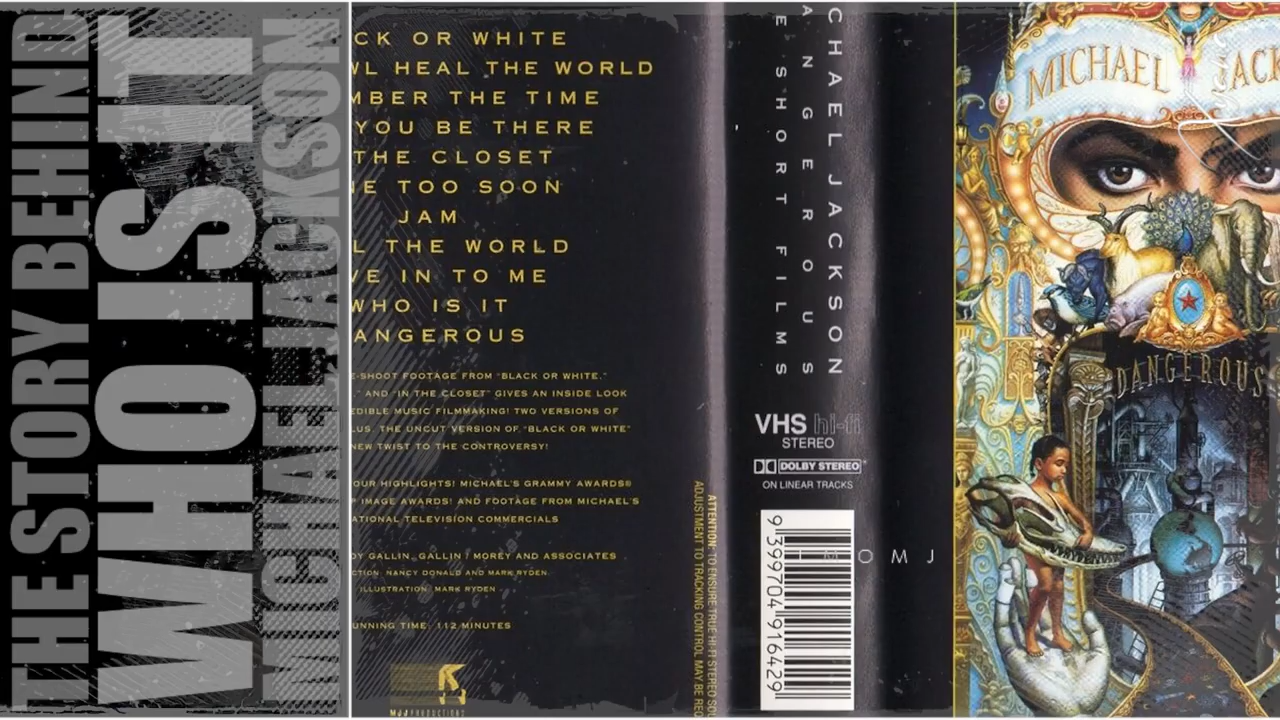 THE STORY BEHIND
WHO IS IT
MICHAEL JACKSON
CK OR WHITE
WL HEAL THE WORLD
MBER THE TIME
YOU BE THERE
THE CLOSET
NE TOO SOON
JAM
L THE WORLD
VE IN TO ME
WHO IS IT
ANGEROUS
E-SHOOT FOOTAGE FROM "BLACK OR WHITE,"
," AND "IN THE CLOSET" GIVES AN INSIDE LOOK
EDIBLE MUSIC FILMMAKING! TWO VERSIONS OF
LUS, THE UNCUT VERSION OF "BLACK OR WHITE"
NEW TWIST TO THE CONTROVERSY!
OUR HIGHLIGHTS! MICHAEL'S GRAMMY AWARDS®
P IMAGE AWARDS! AND FOOTAGE FROM MICHAEL'S
ATIONAL TELEVISION COMMERCIALS
DY GALLIN, GALLIN / MOREY AND ASSOCIATES
CTION: NANCY DONALD AND MARK RYDEN.
ILLUSTRATION: MARK RYDEN
UNNING TIME: 112 MINUTES
MJJ PRODUCTIONS
ATTENTION: TO ENSURE TRUE HI-FI STEREO SO
ADJUSTMENT TO TRACKING CONTROL MAY BE REQ
CHAEL JACKSON
ANGEROUS
E SHORT FILMS
VHS hi-fi
STEREO
DOLBY STEREO
ON LINEAR TRACKS
9399704916429
MOMJ
MICHAEL JACK
DANGEROUS